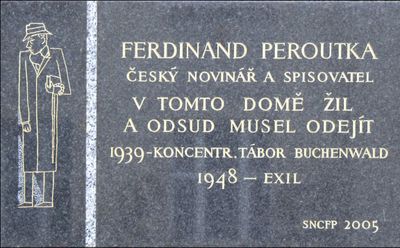 FERDINAND PEROUTKA
ČESKÝ NOVINÁŘ A SPISOVATEL
V TOMTO DOMĚ ŽIL
A ODSUD MUSEL ODEJÍT
1939-KONCENTR. TÁBOR BUCHENWALD
1948 – EXIL
SNCFP 2005